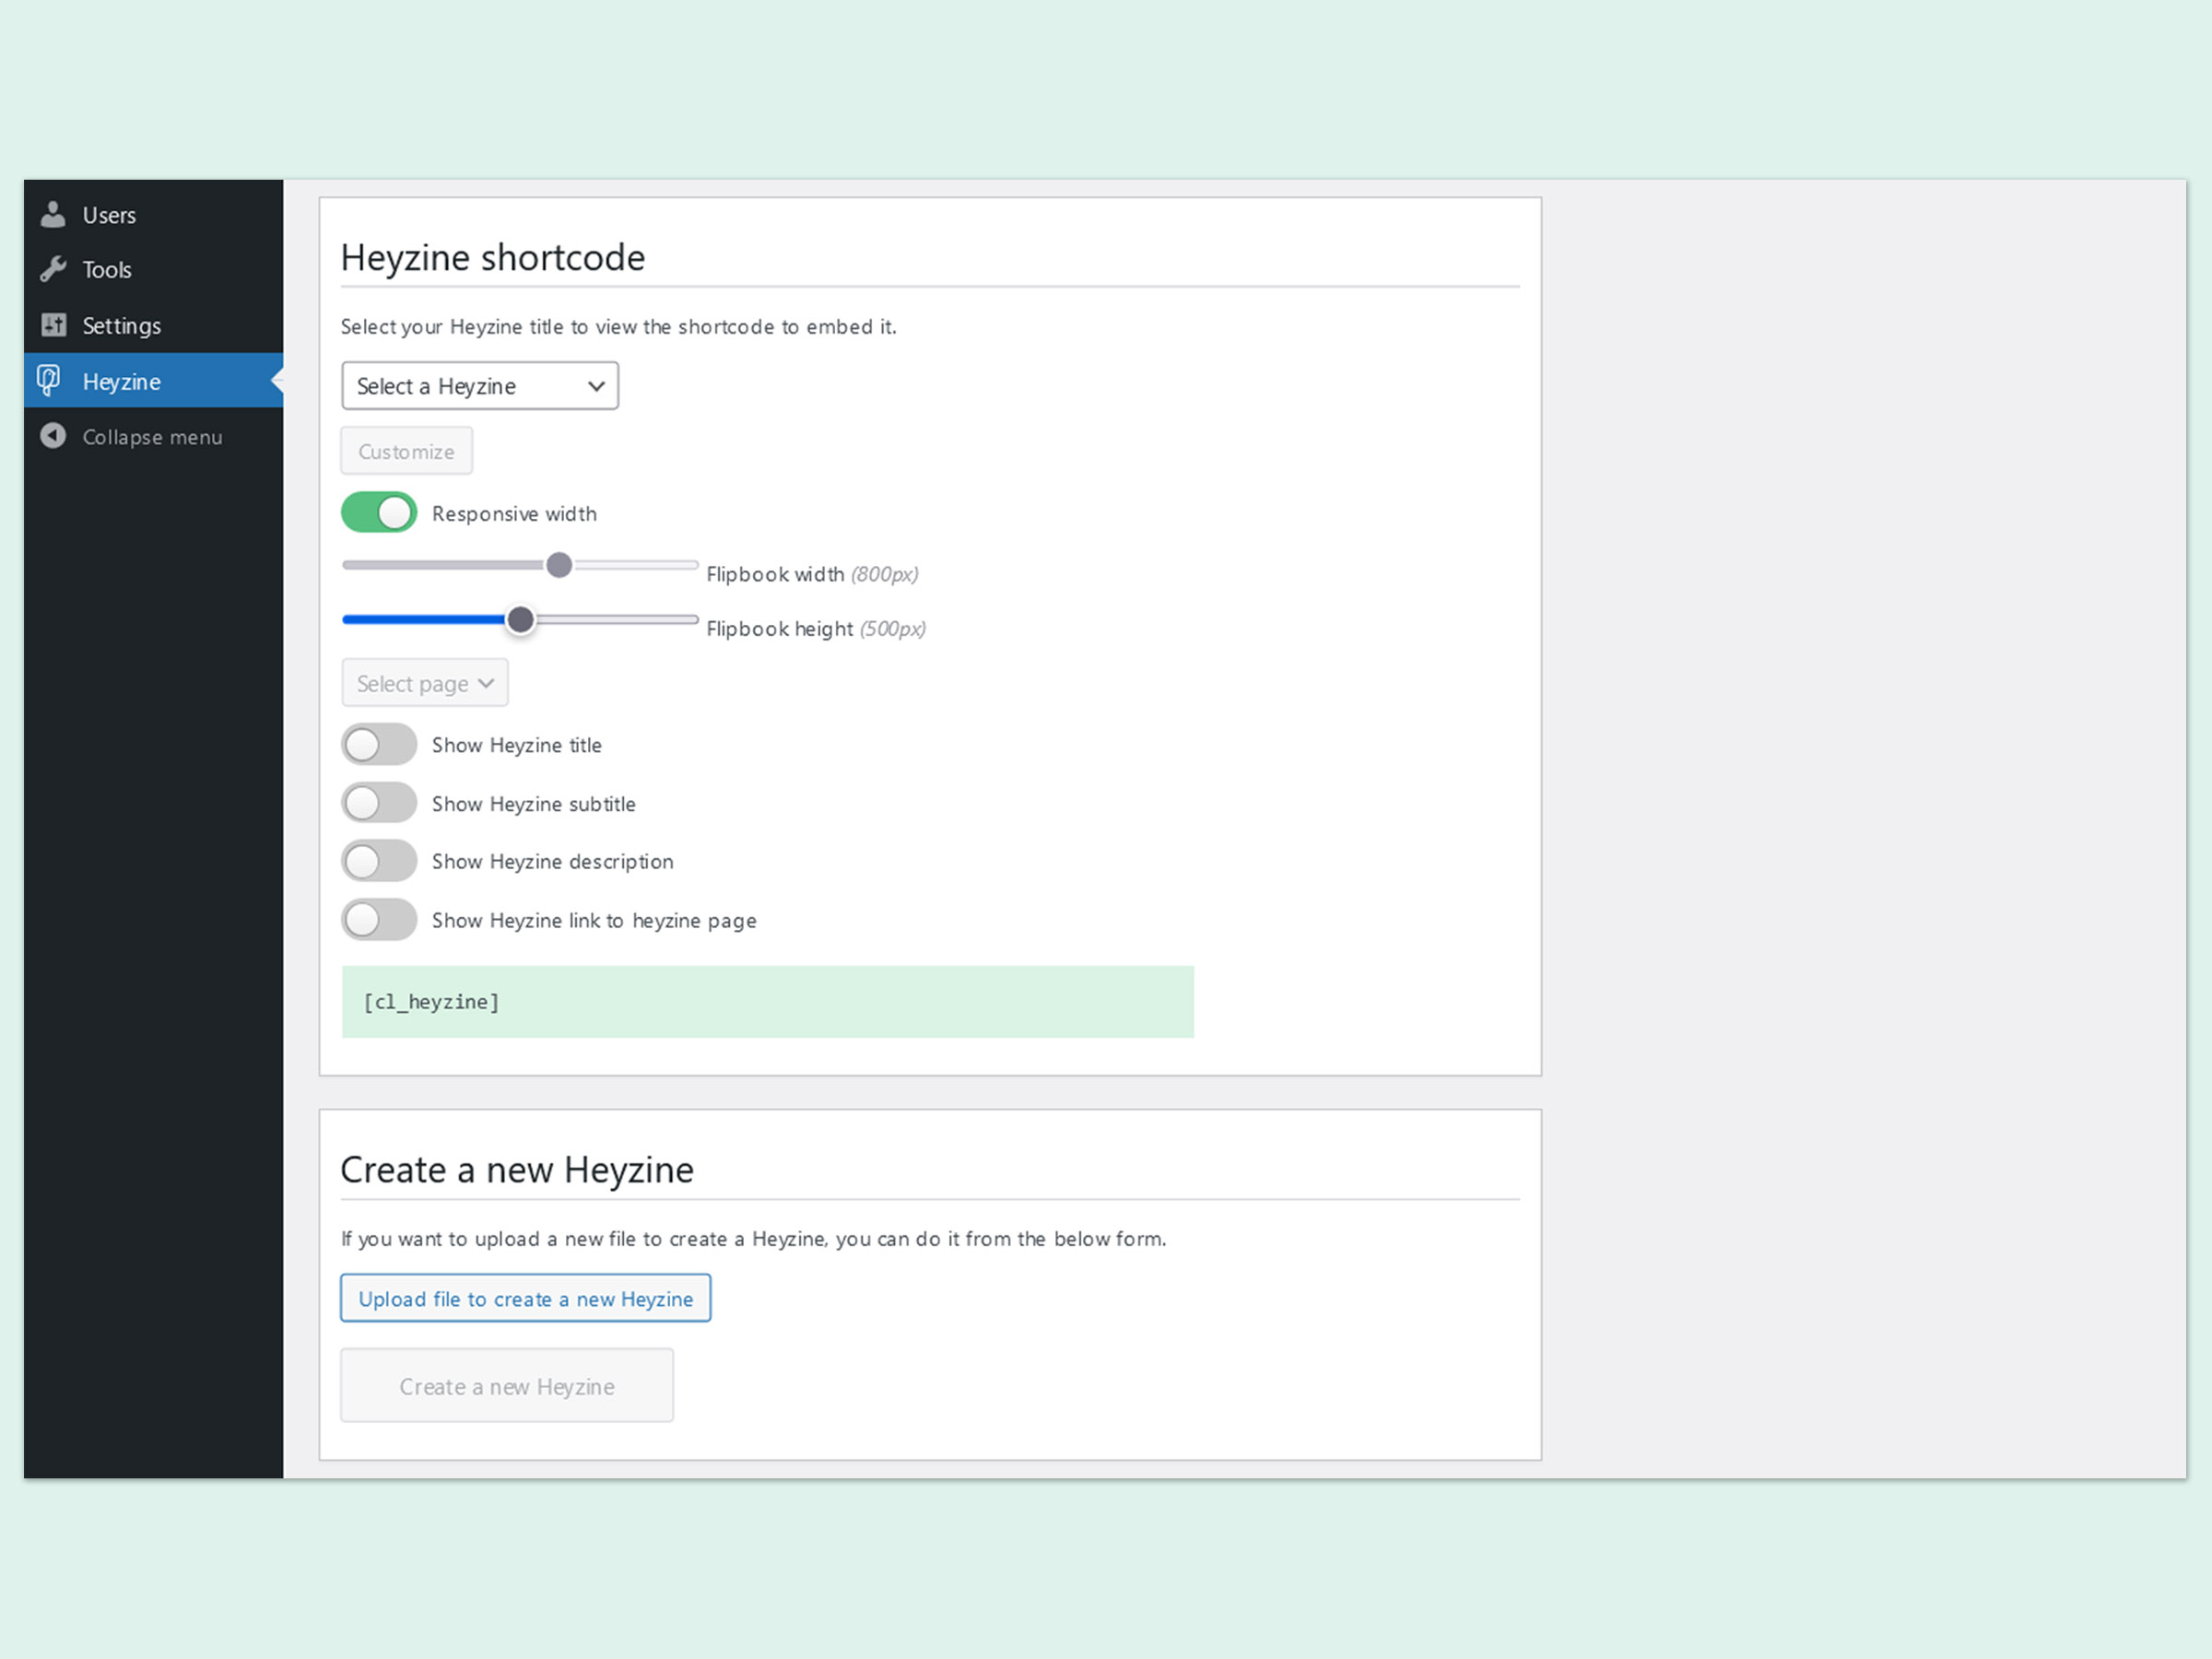 Users
Tools
Settings
Heyzine
Collapse menu
Heyzine shortcode
Select your Heyzine title to view the shortcode to embed it.
Select a Heyzine
Customize
Responsive width
Flipbook width (800px)
Flipbook height (500px)
Select page
Show Heyzine title
Show Heyzine subtitle
Show Heyzine description
Show Heyzine link to heyzine page
[cl_heyzine]
Create a new Heyzine
If you want to upload a new file to create a Heyzine, you can do it from the below form.
Upload file to create a new Heyzine
Create a new Heyzine